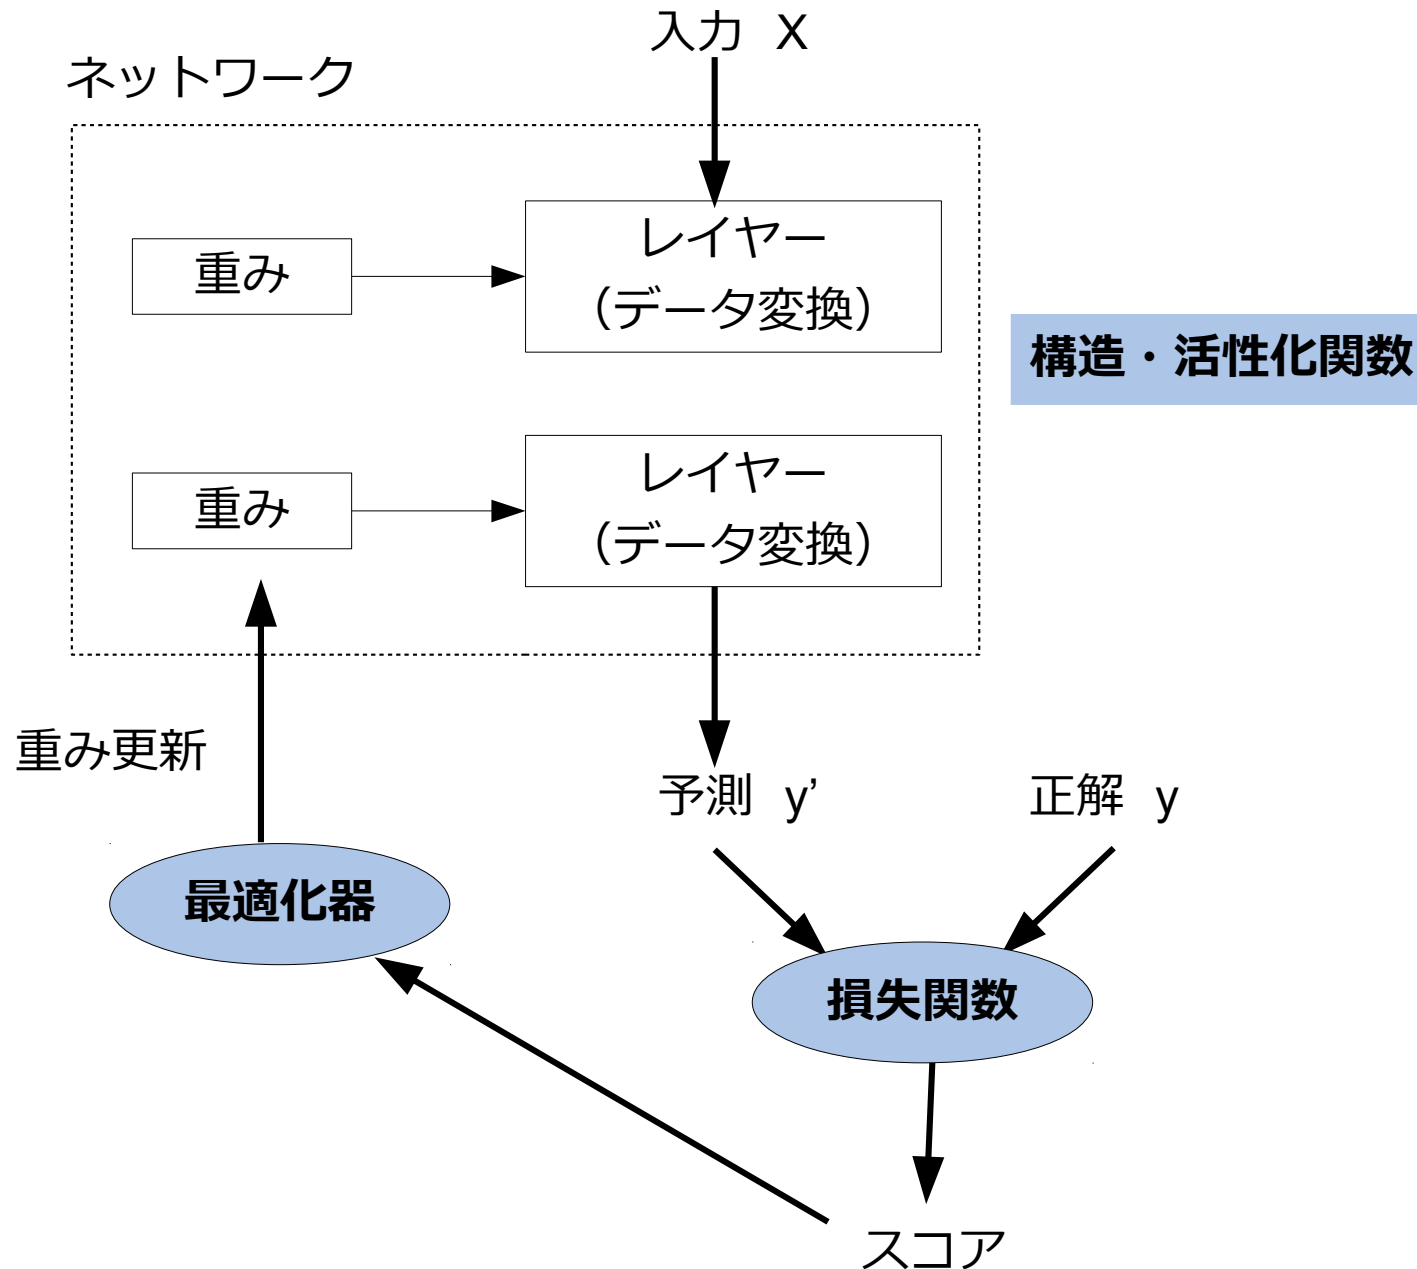 入力 X
ネットワーク
重み
レイヤー
（データ変換）
構造・活性化関数
重み
レイヤー
（データ変換）
重み更新
予測 y’
正解 y
最適化器
損失関数
スコア